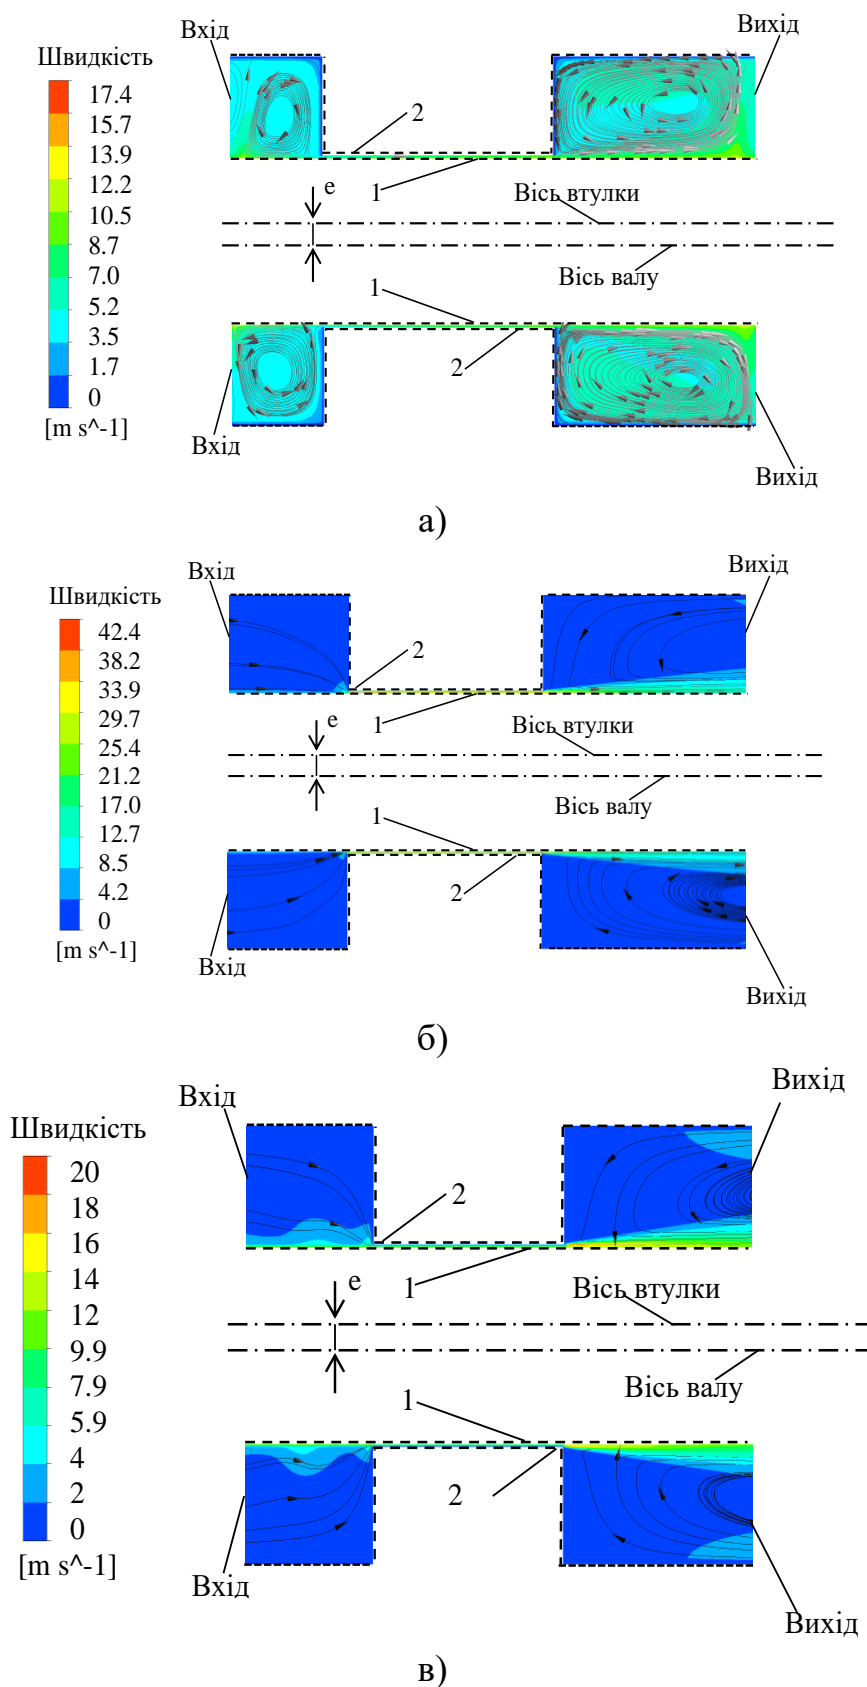 Вхід
Вихід
Швидкість
17.4
15.7
13.9
12.2
10.5
8.7
7.0
5.2
3.5
1.7
0
[m s^-1]
2
1
e
Вісь втулки
Вісь валу
1
2
Вхід
Вихід
а)
Вхід
Вихід
Швидкість
42.4
38.2
33.9
29.7
25.4
21.2
17.0
12.7
8.5
4.2
0
[m s^-1]
2
1
e
Вісь втулки
Вісь валу
1
2
Вхід
Вихід
б)
Вхід
Вихід
Швидкість
20
18
16
14
12
9.9
7.9
5.9
4
2
0
[m s^-1]
2
1
e
Вісь втулки
Вісь валу
1
2
Вхід
Вихід
в)